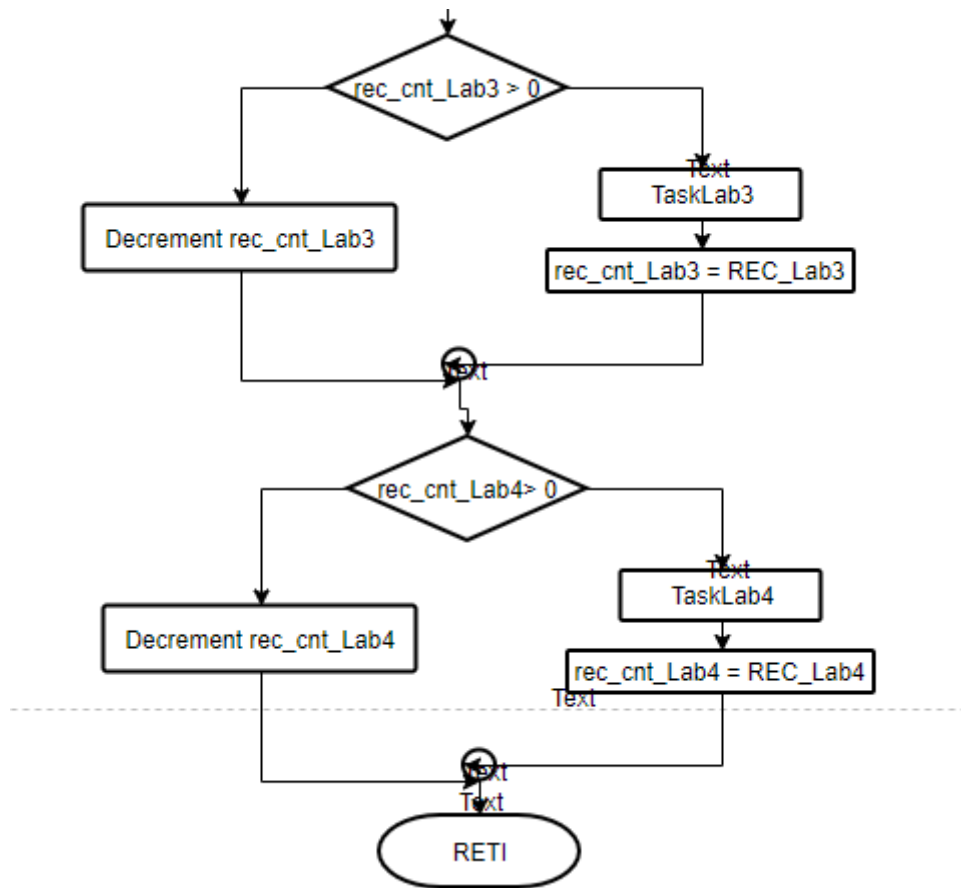 rec_cnt_Lab3 > 0
Text
TaskLab3
Decrement rec_cnt_Lab3
rec_cnt_Lab3 = REC_Lab3
Text
rec_cnt_Lab4> 0
Text
TaskLab4
Decrement rec_cnt_Lab4
rec_cnt_Lab4 = REC_Lab4
Text
Text
Text
RETI